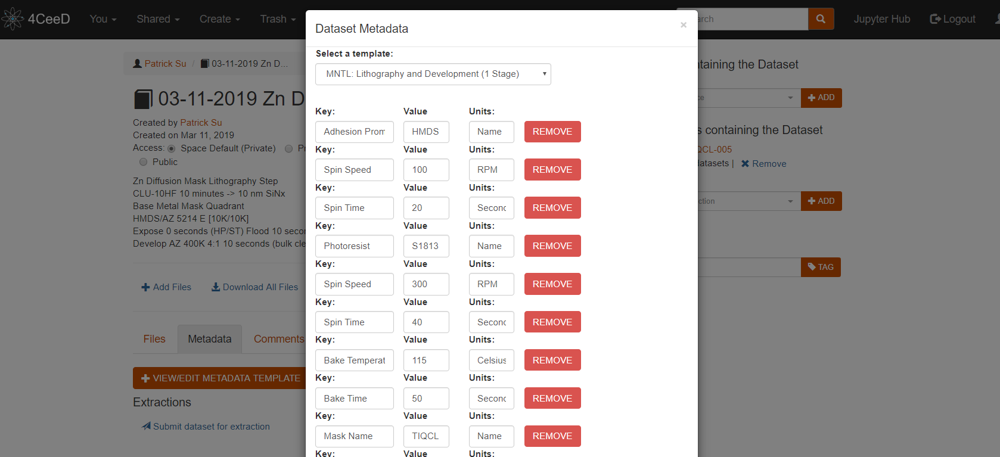 4CeeD You Shared Create Trash arch Jupyter Hub Logout
Dataset Metadata ×
Patrick Su / 03-11-2019 Zn D...
03-11-2019 Zn D
Created by Patrick Su
Created on Mar 11, 2019
Access: Space Default (Private) Pr
Public
Zn Diffusion Mask Lithography Step
CLU-10HF 10 minutes -> 10 nm SiNx
Base Metal Mask Quadrant
HMDS/AZ 5214 E [10K/10K]
Expose 0 seconds (HP/ST) Flood 10 secon
Develop AZ 400K 4:1 10 seconds (bulk cle
Add Files Download All Files
Files Metadata Comments
VIEW/EDIT METADATA TEMPLATE
Extractions
Submit dataset for extraction
Select a template:
MNTL: Lithography and Development (1 Stage)
Key: Value Units:
Adhesion Prom HMDS Name REMOVE
Key: Value Units:
Spin Speed 100 RPM REMOVE
Key: Value Units:
Spin Time 20 Second REMOVE
Key: Value Units:
Photoresist S1813 Name REMOVE
Key: Value Units:
Spin Speed 300 RPM REMOVE
Key: Value Units:
Spin Time 40 Second REMOVE
Key: Value Units:
Bake Temperat 115 Celsius REMOVE
Key: Value Units:
Bake Time 50 Second REMOVE
Key: Value Units:
Mask Name TIQCL Name REMOVE
Key: Value Units:
ntaining the Dataset
ce ADD
s containing the Dataset
QCL-005
datasets | Remove
ction ADD
TAG